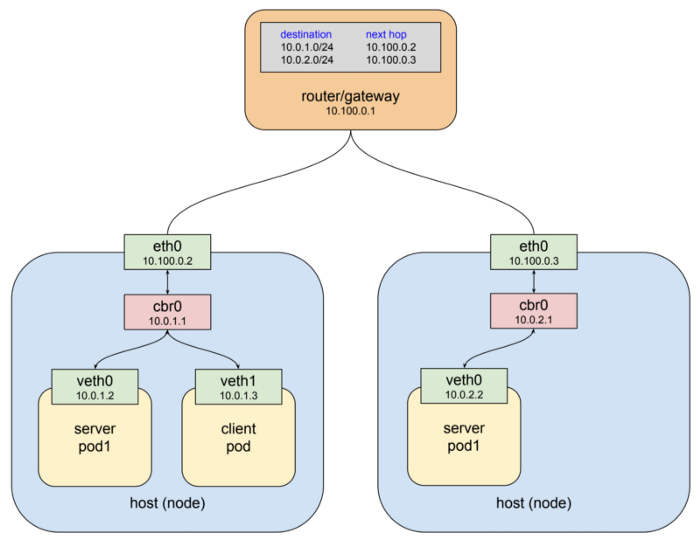 destination next hop
10.0.1.0/24 10.100.0.2
10.0.2.0/24 10.100.0.3
router/gateway
10.100.0.1
eth0
10.100.0.2
cbr0
10.0.1.1
veth0
10.0.1.2
server
pod1
veth1
10.0.1.3
client
pod
host (node)
eth0
10.100.0.3
cbr0
10.0.2.1
veth0
10.0.2.2
server
pod1
host (node)